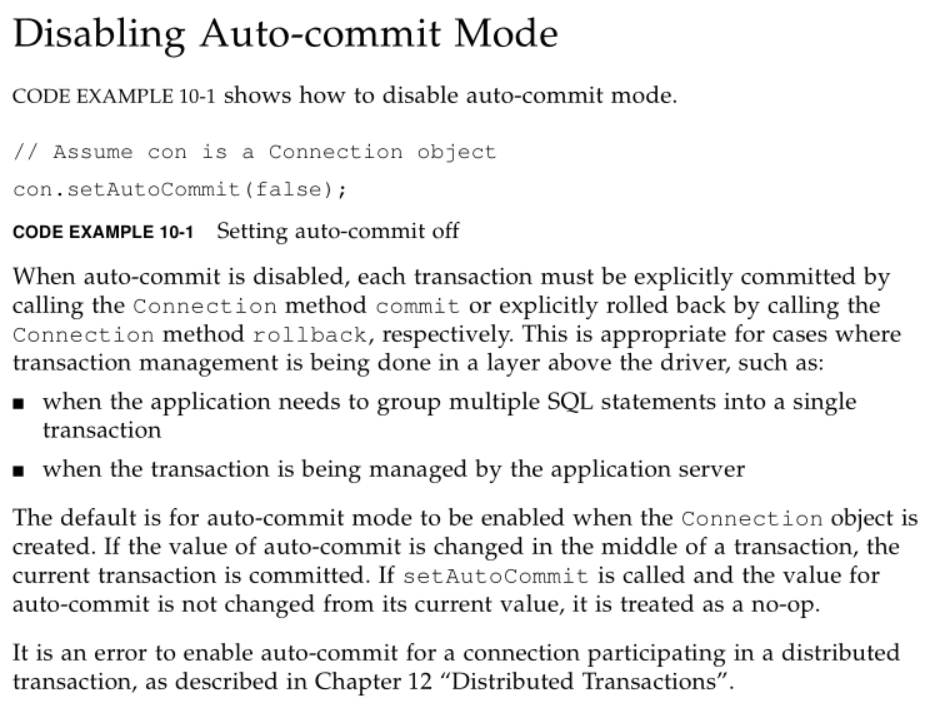 Disabling Auto-commit Mode
CODE EXAMPLE 10-1 shows how to disable auto-commit mode.
// Assume con is a Connection object
con.setAutoCommit(false);
CODE EXAMPLE 10-1 Setting auto-commit off
When auto-commit is disabled, each transaction must be explicitly committed by
calling the Connection method commit or explicitly rolled back by calling the
Connection method rollback, respectively. This is appropriate for cases where
transaction management is being done in a layer above the driver, such as:
■ when the application needs to group multiple SQL statements into a single
transaction
■ when the transaction is being managed by the application server
The default is for auto-commit mode to be enabled when the Connection object is
created. If the value of auto-commit is changed in the middle of a transaction, the
current transaction is committed. If setAutoCommit is called and the value for
auto-commit is not changed from its current value, it is treated as a no-op.
It is an error to enable auto-commit for a connection participating in a distributed
transaction, as described in Chapter 12 “Distributed Transactions”.